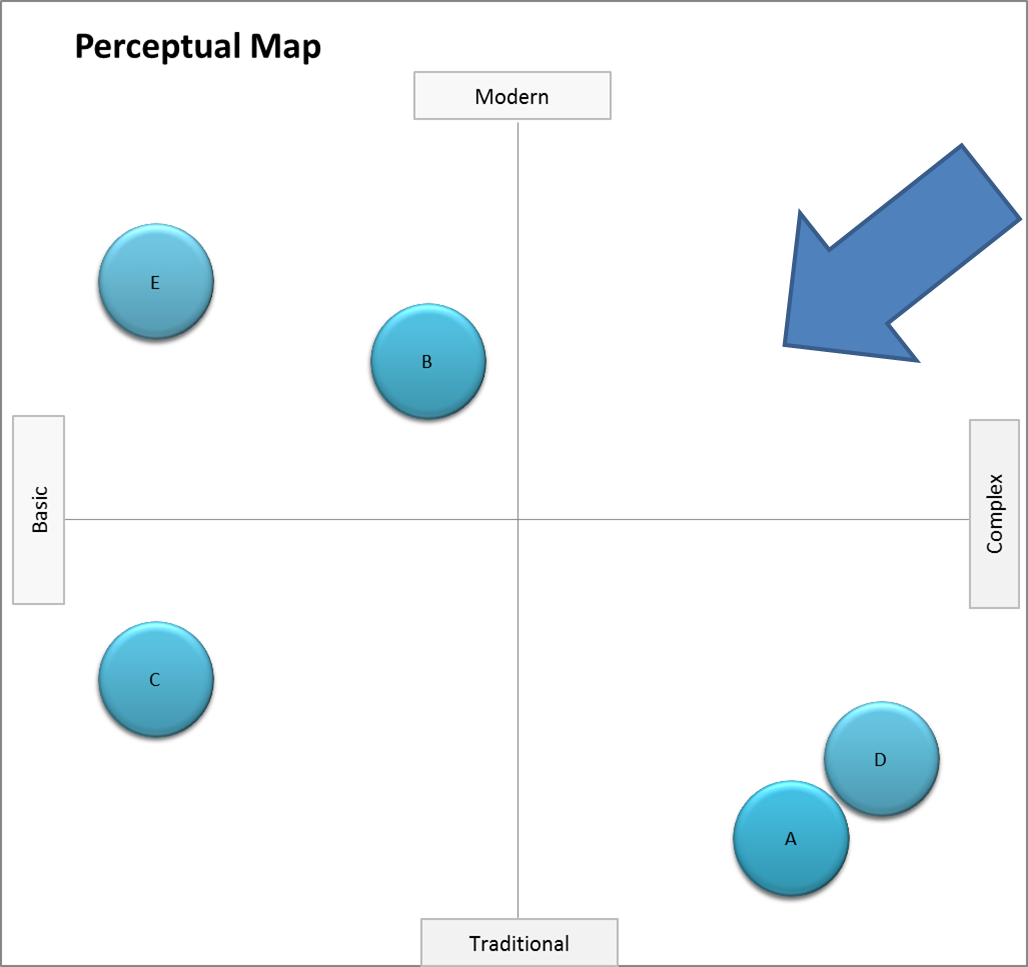 Perceptual Map
Modern
E
B
Basic
Complex
C
D
A
Traditional